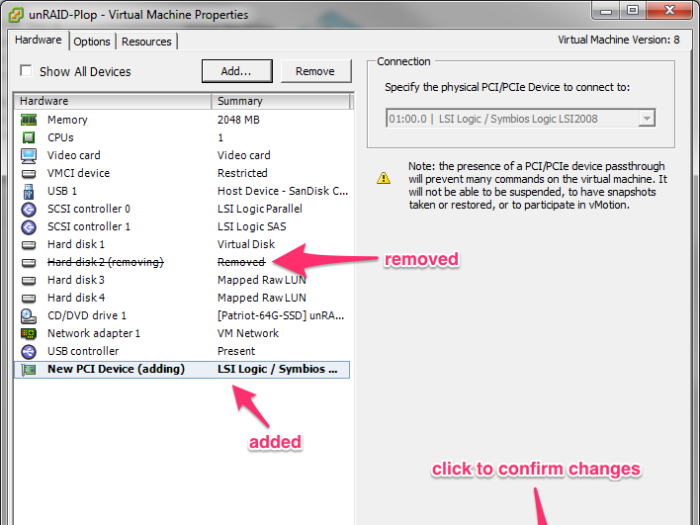 unRAID-Plop - Virtual Machine Properties
Hardware Options Resources
Virtual Machine Version: 8
Show All Devices
Add...
Remove
Hardware Summary
Memory 2048 MB
CPUs 1
Video card Video card
VMCI device Restricted
USB 1 Host Device - SanDisk C...
SCSI controller 0 LSI Logic Parallel
SCSI controller 1 LSI Logic SAS
Hard disk 1 Virtual Disk
Hard disk 2 (removing) Removed
Hard disk 3 Mapped Raw LUN
Hard disk 4 Mapped Raw LUN
CD/DVD drive 1 [Patriot-64G-SSD] unRA...
Network adapter 1 VM Network
USB controller Present
New PCI Device (adding) LSI Logic / Symbios ...
Connection
Specify the physical PCI/PCIe Device to connect to:
01:00.0 | LSI Logic / Symbios Logic LSI2008
Note: the presence of a PCI/PCIe device passthrough
will prevent many commands on the virtual machine. It
will not be able to be suspended, to have snapshots
taken or restored, or to participate in vMotion.
removed
added
click to confirm changes